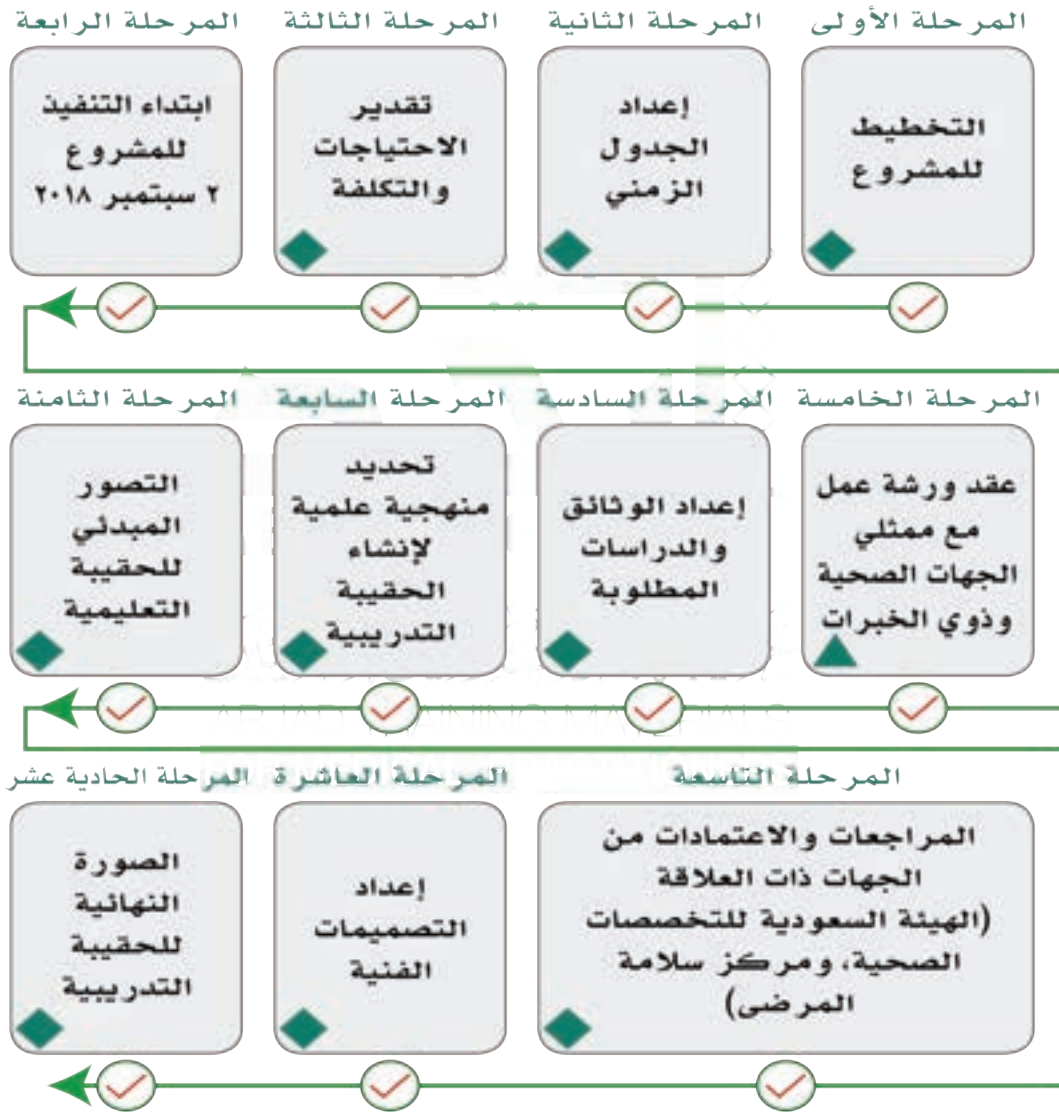 المرحلة الأولى
التخطيط
للمشروع
المرحلة الثانية
إعداد
الجدول
الزمني
المرحلة الثالثة
تقدير
الاحتياجات
والتكلفة
المرحلة الرابعة
ابتداء التنفيذ
للمشروع
٢ سبتمبر ٢٠١٨
المرحلة الخامسة
عقد ورشة عمل
مع ممثلي
الجهات الصحية
وذوي الخبرات
المرحلة السادسة
إعداد الوثائق
والدراسات
المطلوبة
المرحلة السابعة
تحديد
منهجية علمية
لإنشاء
الحقيبة
التدريبية
المرحلة الثامنة
التصور
المبدئي
للحقيبة
التعليمية
المرحلة التاسعة
المراجعات والاعتمادات من
الجهات ذات العلاقة
(الهيئة السعودية للتخصصات
الصحية، ومركز سلامة
المرضى)
المرحلة العاشرة
إعداد
التصميمات
الفنية
المرحلة الحادية عشر
الصورة
النهائية
للحقيبة
التدريبية